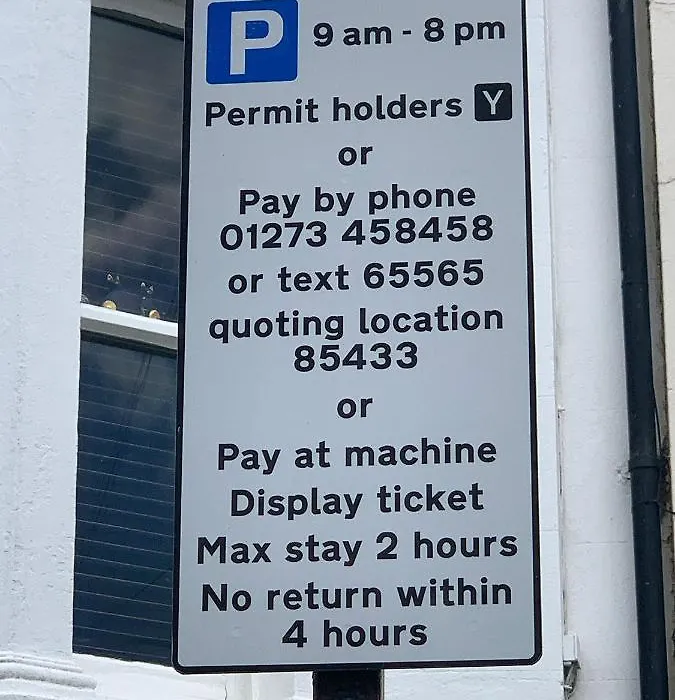 P 9 am - 8 pm
Permit holders Y
or
Pay by phone
01273 458458
or text 65565
quoting location
85433
or
Pay at machine
Display ticket
Max stay 2 hours
No return within
4 hours